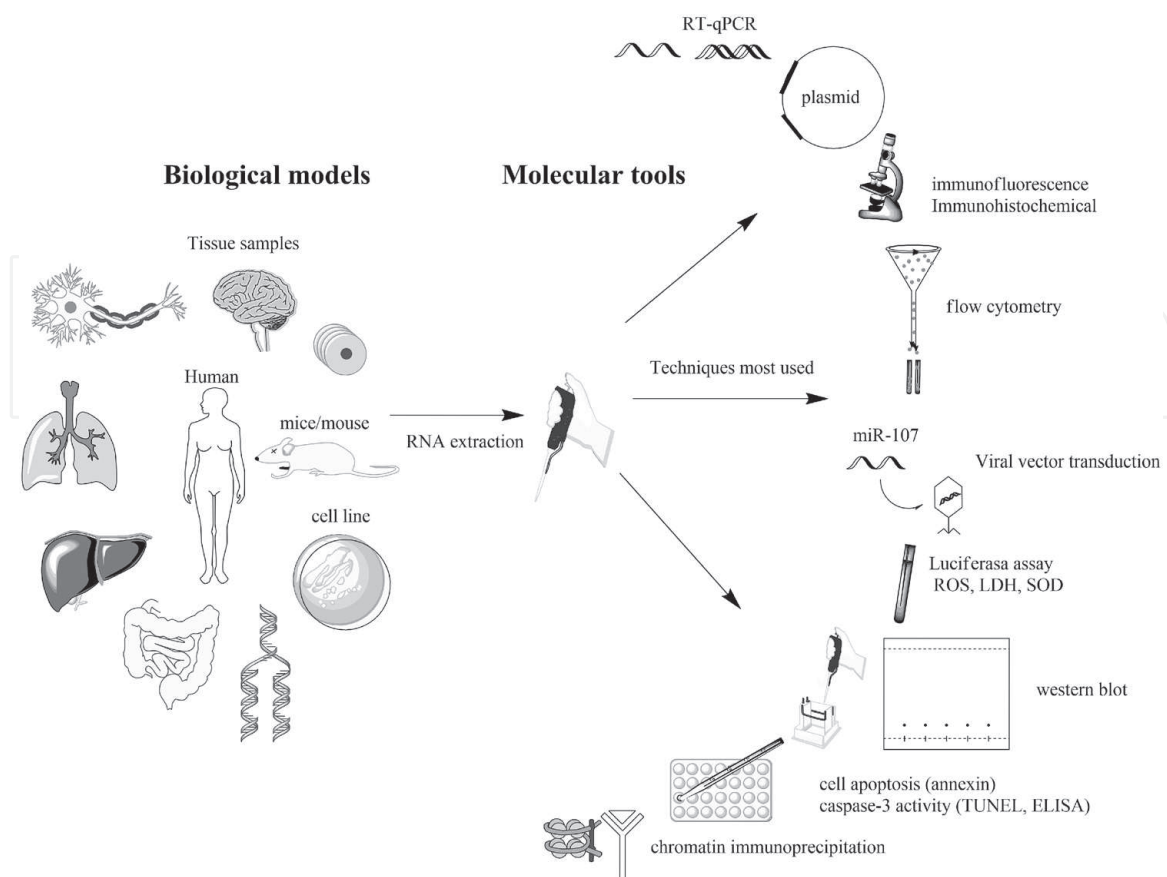 RT-qPCR
plasmid
Biological models
Molecular tools
immunofluorescence
Immunohistochemical
Tissue samples
flow cytometry
Techniques most used
Human
mice/mouse
RNA extraction
miR-107
Viral vector transduction
cell line
Luciferasa assay
ROS, LDH, SOD
western blot
cell apoptosis (annexin)
caspase-3 activity (TUNEL, ELISA)
chromatin immunoprecipitation